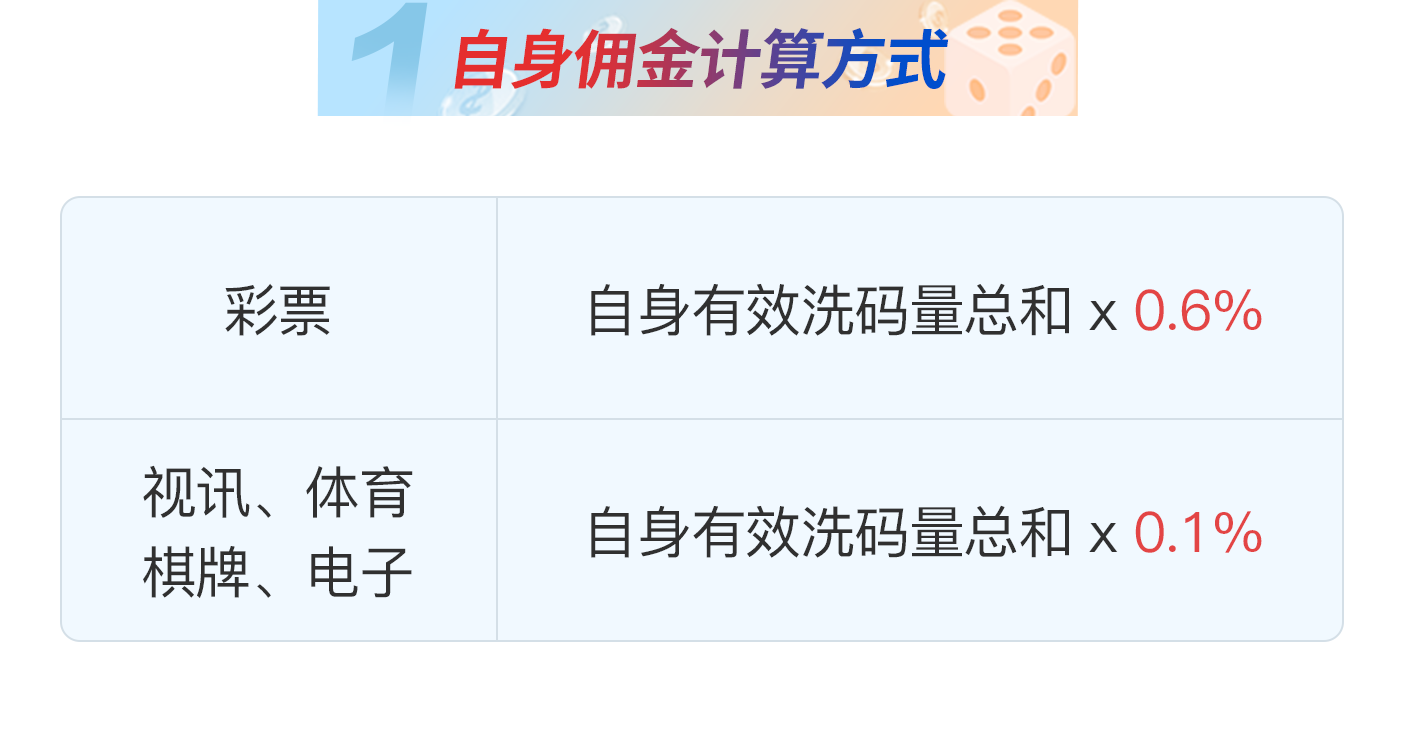 1
自身佣金计算方式
彩票
自身有效洗码量总和 x 0.6%
视讯、体育
棋牌、电子
自身有效洗码量总和 x 0.1%